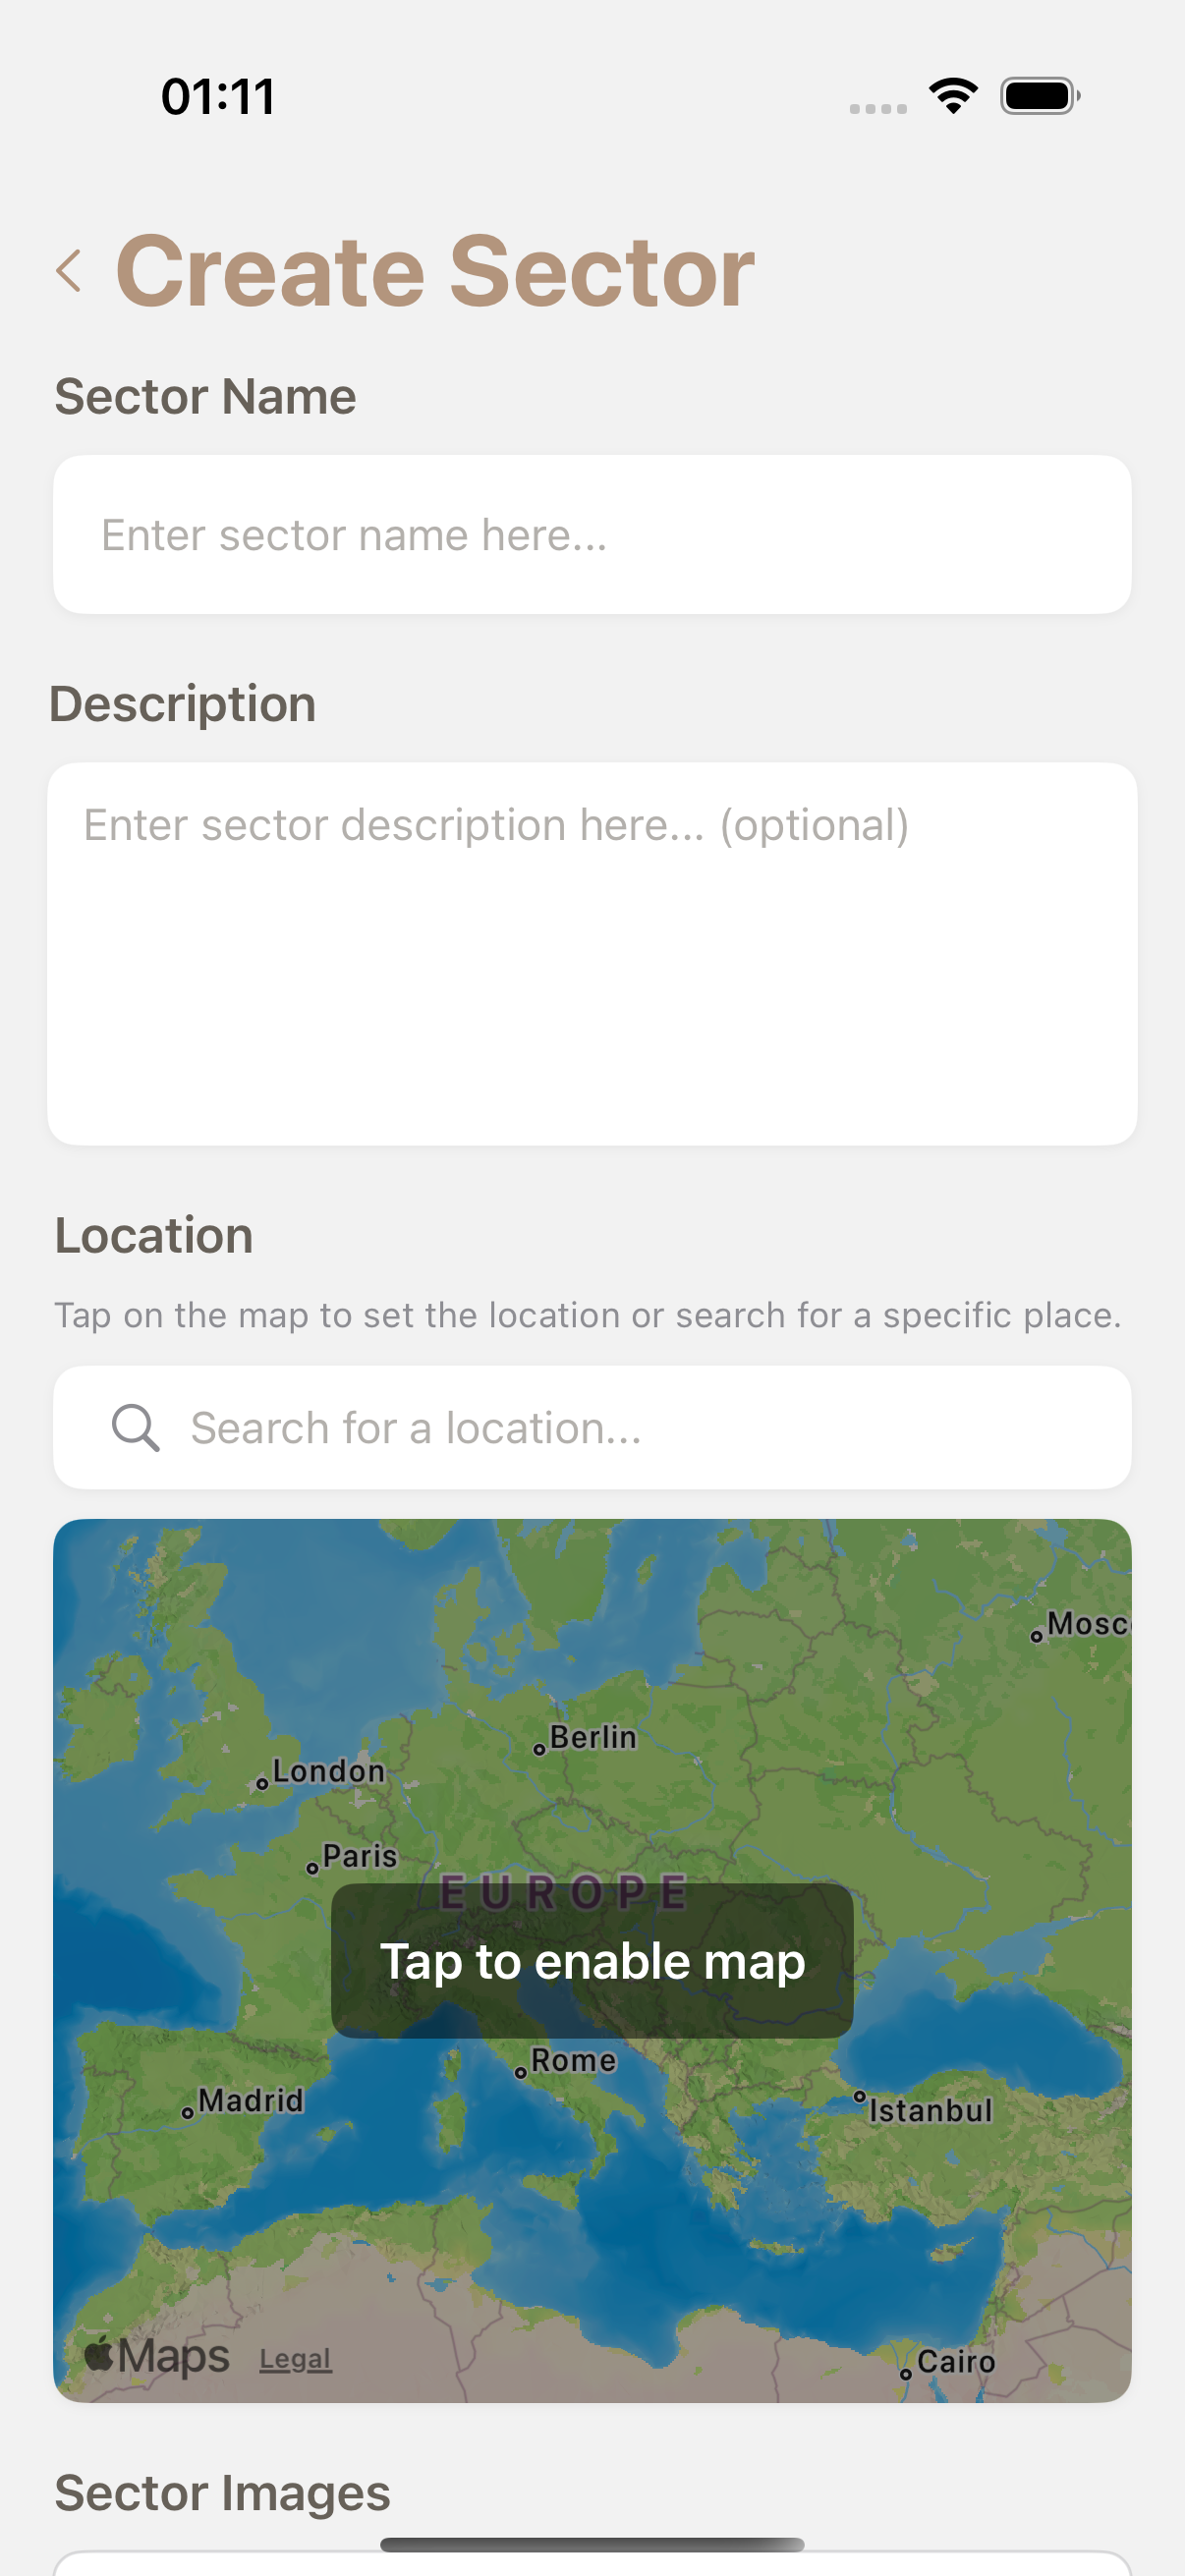 01:11
Create Sector
Sector Name
Enter sector name here...
Description
Enter sector description here... (optional)
Location
Tap on the map to set the location or search for a specific place.
Search for a location...
Mosc
Berlin
London
Paris
EUROPE
Tap to enable map
Rome
Madrid
Istanbul
Maps Legal
Cairo
Sector Images